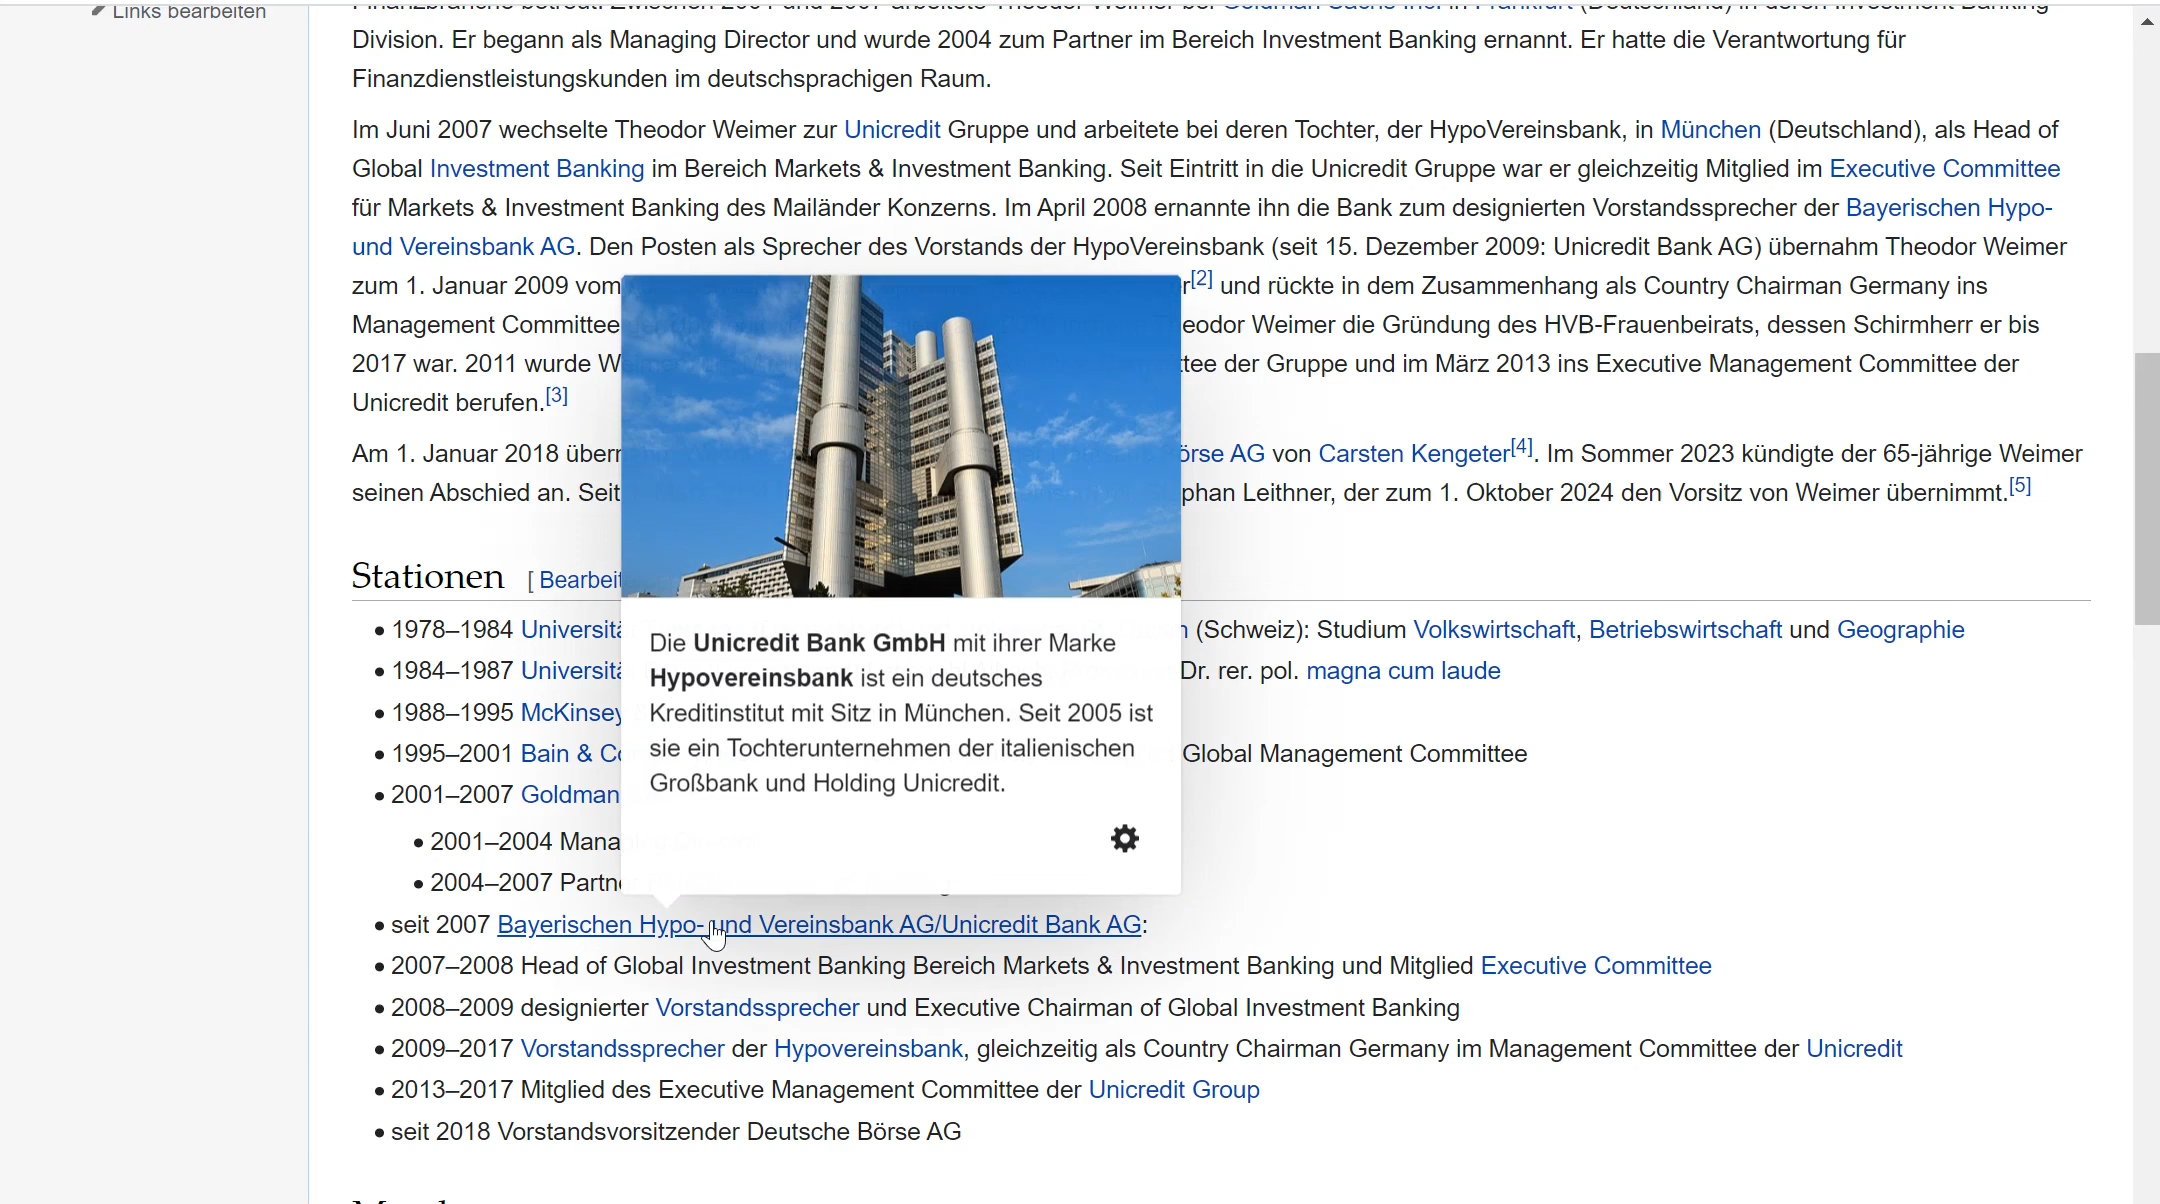 Links bearbeiten
Division. Er begann als Managing Director und wurde 2004 zum Partner im Bereich Investment Banking ernannt. Er hatte die Verantwortung für
Finanzdienstleistungskunden im deutschsprachigen Raum.
Im Juni 2007 wechselte Theodor Weimer zur Unicredit Gruppe und arbeitete bei deren Tochter, der HypoVereinsbank, in München (Deutschland), als Head of
Global Investment Banking im Bereich Markets & Investment Banking. Seit Eintritt in die Unicredit Gruppe war er gleichzeitig Mitglied im Executive Committee
für Markets & Investment Banking des Mailänder Konzerns. Im April 2008 ernannte ihn die Bank zum designierten Vorstandssprecher der Bayerischen Hypo-
und Vereinsbank AG. Den Posten als Sprecher des Vorstands der HypoVereinsbank (seit 15. Dezember 2009: Unicredit Bank AG) übernahm Theodor Weimer
zum 1. Januar 2009 vom [2] und rückte in dem Zusammenhang als Country Chairman Germany ins
Management Committee Weimer die Gründung des HVB-Frauenbeirats, dessen Schirmherr er bis
2017 war. 2011 wurde der Gruppe und im März 2013 ins Executive Management Committee der
Unicredit berufen.[3]
Am 1. Januar 2018 AG von Carsten Kengeter[4]. Im Sommer 2023 kündigte der 65-jährige Weimer
seinen Abschied an. Seit Leithner, der zum 1. Oktober 2024 den Vorsitz von Weimer übernimmt.[5]
Stationen [
• 1978–1984 (Schweiz): Studium Volkswirtschaft, Betriebswirtschaft und Geographie
• 1984–1987 Dr. rer. pol. magna cum laude
• 1988–1995 McKinsey
• 1995–2001 Bain & Global Management Committee
• 2001–2007 Goldman
• 2001–2004
• 2004–2007
Die Unicredit Bank GmbH mit ihrer Marke
Hypovereinsbank ist ein deutsches
Kreditinstitut mit Sitz in München. Seit 2005 ist
sie ein Tochterunternehmen der italienischen
Großbank und Holding Unicredit.
• seit 2007 Bayerischen Hypo- und Vereinsbank AG/Unicredit Bank AG:
• 2007–2008 Head of Global Investment Banking Bereich Markets & Investment Banking und Mitglied Executive Committee
• 2008–2009 designierter Vorstandssprecher und Executive Chairman of Global Investment Banking
• 2009–2017 Vorstandssprecher der Hypovereinsbank, gleichzeitig als Country Chairman Germany im Management Committee der Unicredit
• 2013–2017 Mitglied des Executive Management Committee der Unicredit Group
• seit 2018 Vorstandsvorsitzender Deutsche Börse AG